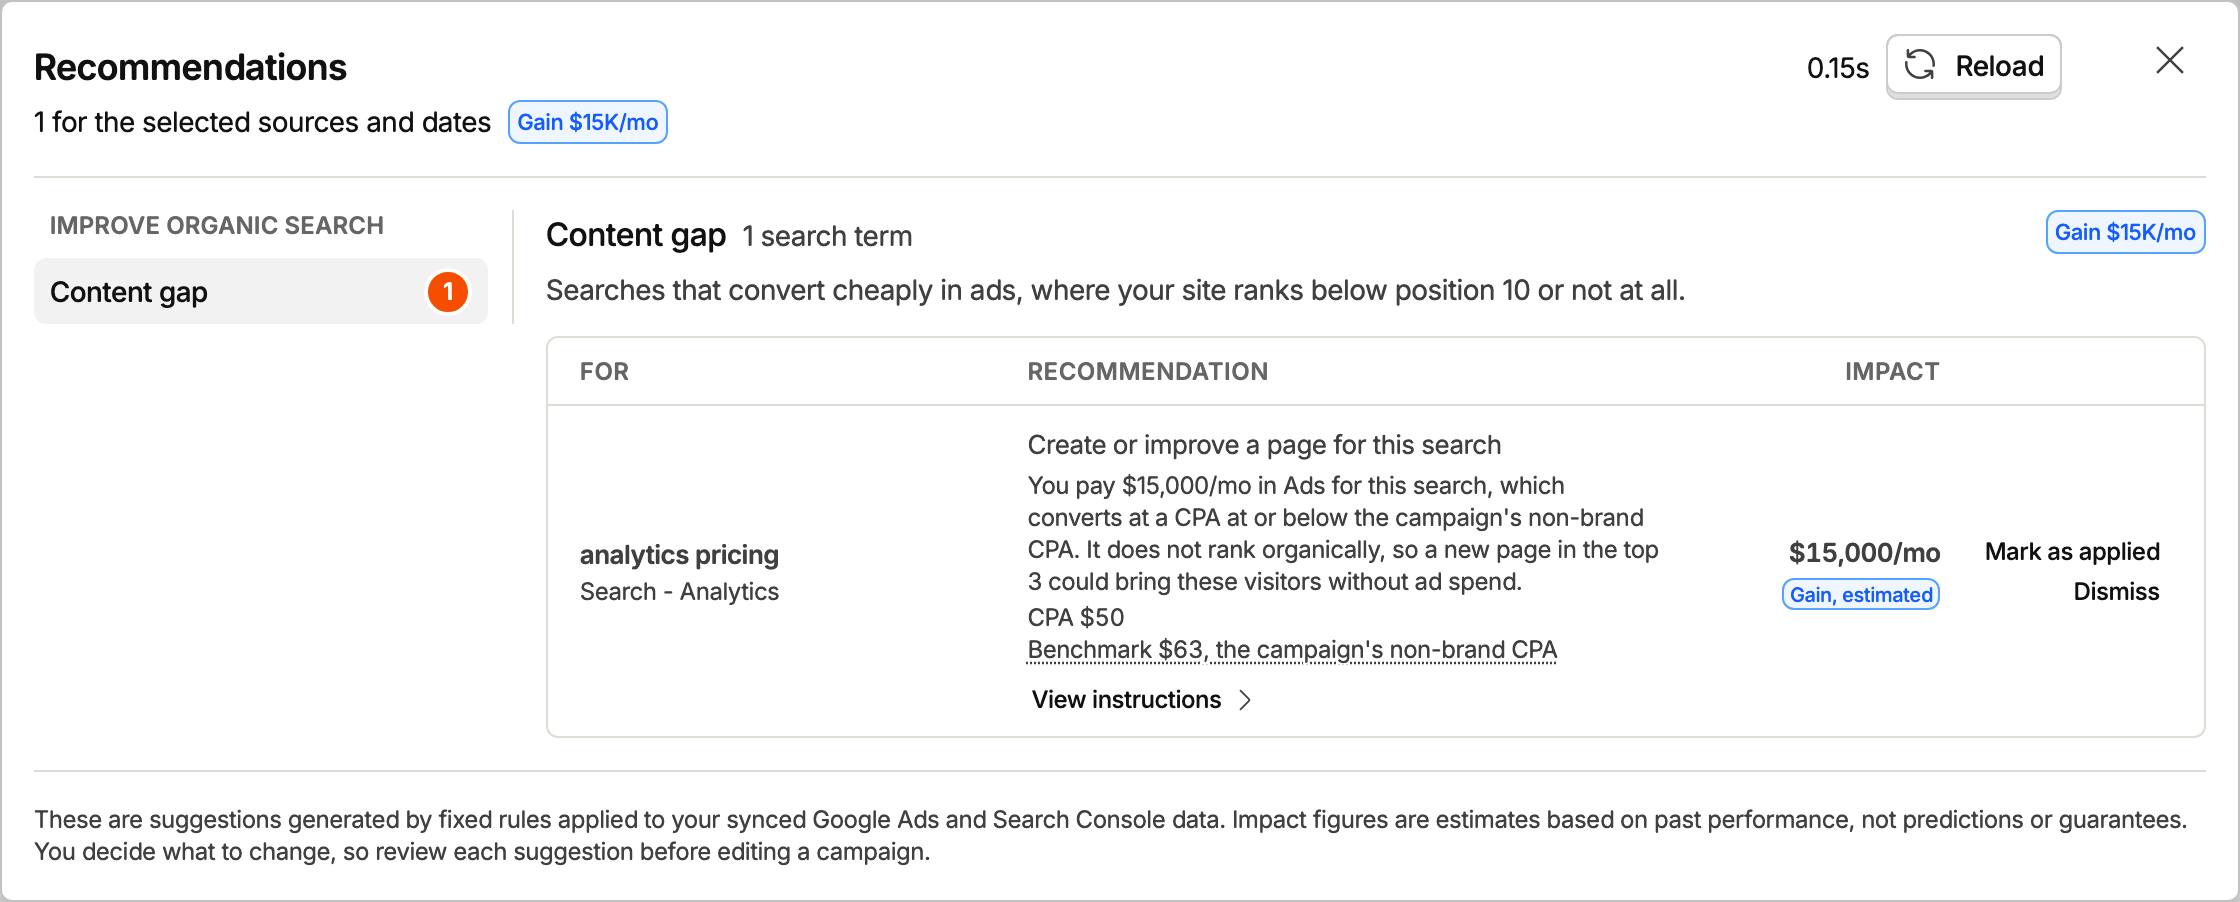 Recommendations
0.15s
Reload
1 for the selected sources and dates
Gain $15K/mo
IMPROVE ORGANIC SEARCH
Content gap
1
Content gap 1 search term
Gain $15K/mo
Searches that convert cheaply in ads, where your site ranks below position 10 or not at all.
FOR
RECOMMENDATION
IMPACT
analytics pricing
Search - Analytics
Create or improve a page for this search
You pay $15,000/mo in Ads for this search, which
converts at a CPA at or below the campaign's non-brand
CPA. It does not rank organically, so a new page in the top
3 could bring these visitors without ad spend.
CPA $50
Benchmark $63, the campaign's non-brand CPA
View instructions
$15,000/mo
Gain, estimated
Mark as applied
Dismiss
These are suggestions generated by fixed rules applied to your synced Google Ads and Search Console data. Impact figures are estimates based on past performance, not predictions or guarantees.
You decide what to change, so review each suggestion before editing a campaign.